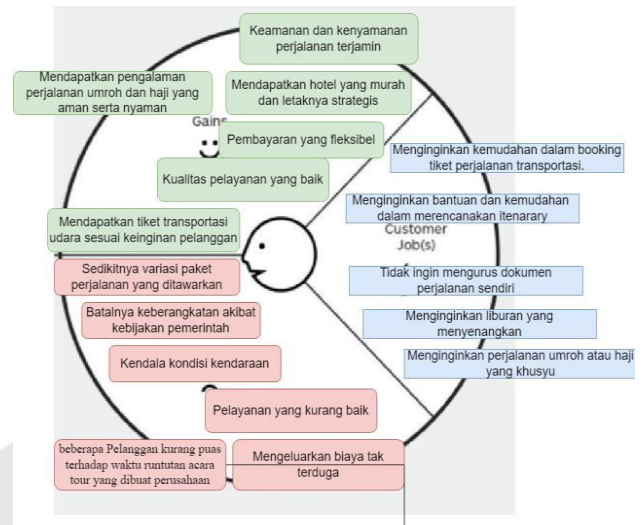 Keamanan dan kenyamanan
perjalanan terjamin
Mendapatkan pengalaman
perjalanan umroh dan haji yang
aman serta nyaman
Mendapatkan hotel yang murah
dan letaknya strategis
Gains
Pembayaran yang fleksibel
Kualitas pelayanan yang baik
Mendapatkan tiket transportasi
udara sesuai keinginan pelanggan
Menginginkan kemudahan dalam booking
tiket perjalanan transportasi.
Menginginkan bantuan dan kemudahan
dalam merencanakan itenarary
Customer
Job(s)
Tidak ingin mengurus dokumen
perjalanan sendiri
Menginginkan liburan yang
menyenangkan
Menginginkan perjalanan umroh atau haji
yang khusyu
Sedikitnya variasi paket
perjalanan yang ditawarkan
Batalnya keberangkatan akibat
kebijakan pemerintah
Kendala kondisi kendaraan
Pelayanan yang kurang baik
beberapa Pelanggan kurang puas
terhadap waktu runtutan acara
tour yang dibuat perusahaan
Mengeluarkan biaya tak
terduga